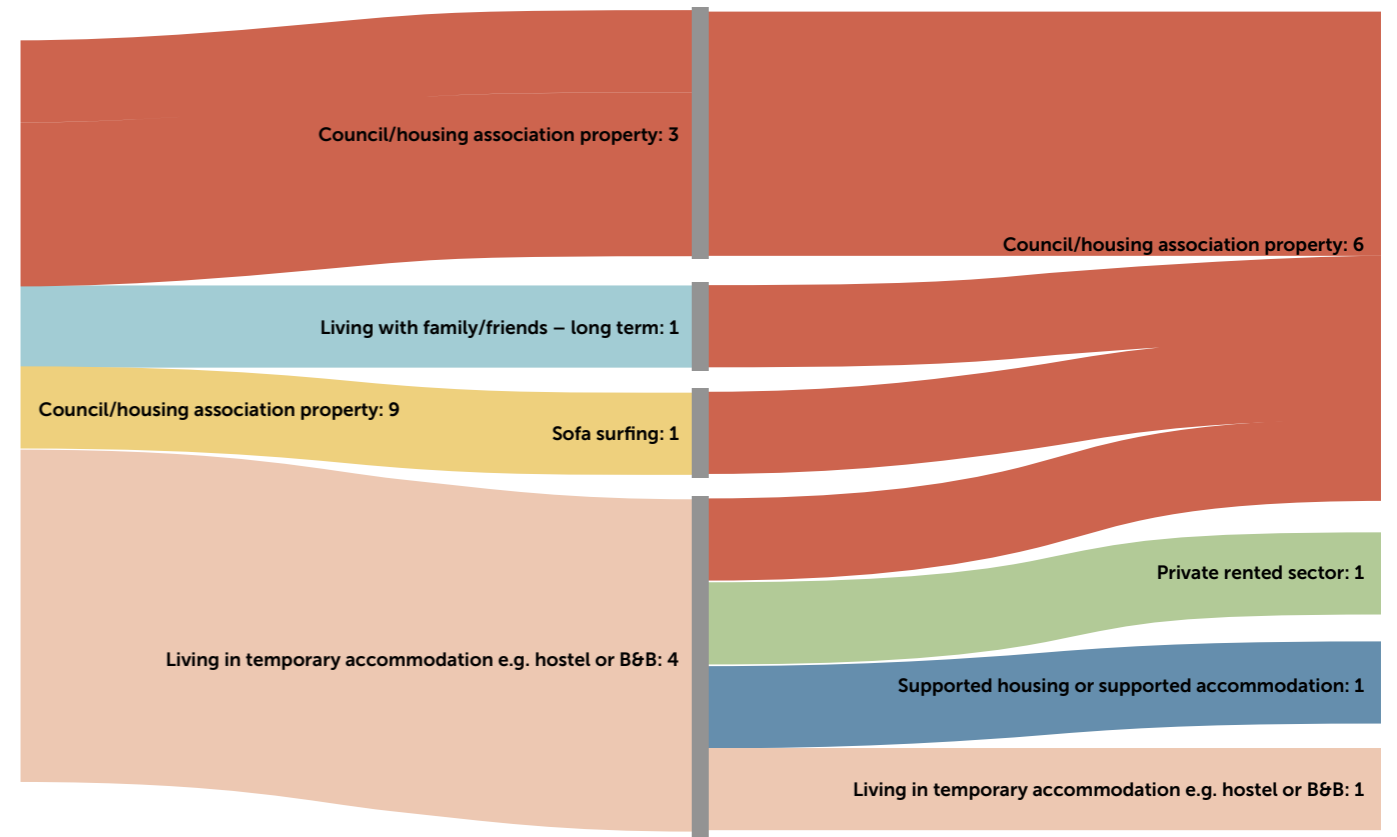 Council/housing association property: 9
Council/housing association property: 3
Living with family/friends – long term: 1
Sofa surfing: 1
Living in temporary accommodation e.g. hostel or B&B: 4
Council/housing association property: 6
Private rented sector: 1
Supported housing or supported accommodation: 1
Living in temporary accommodation e.g. hostel or B&B: 1